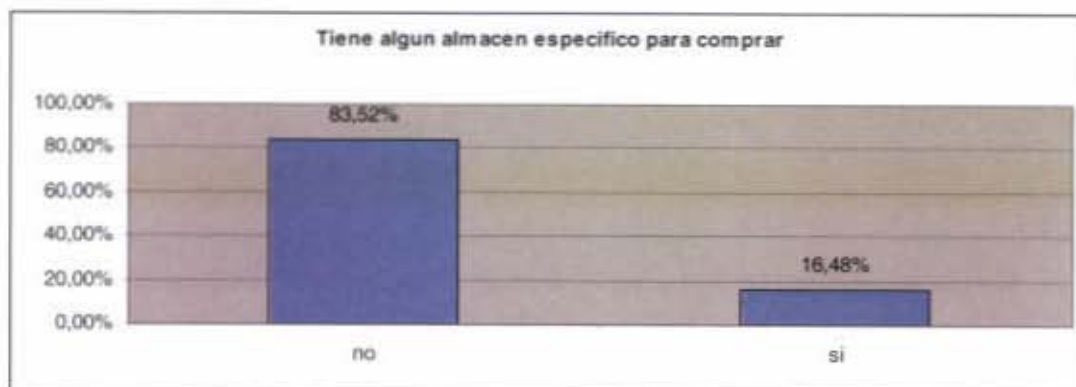 Tiene algun almacen especifico para comprar
100,00%
80,00%
60,00%
40,00%
20,00%
0,00%
83,52%
16,48%
no
si